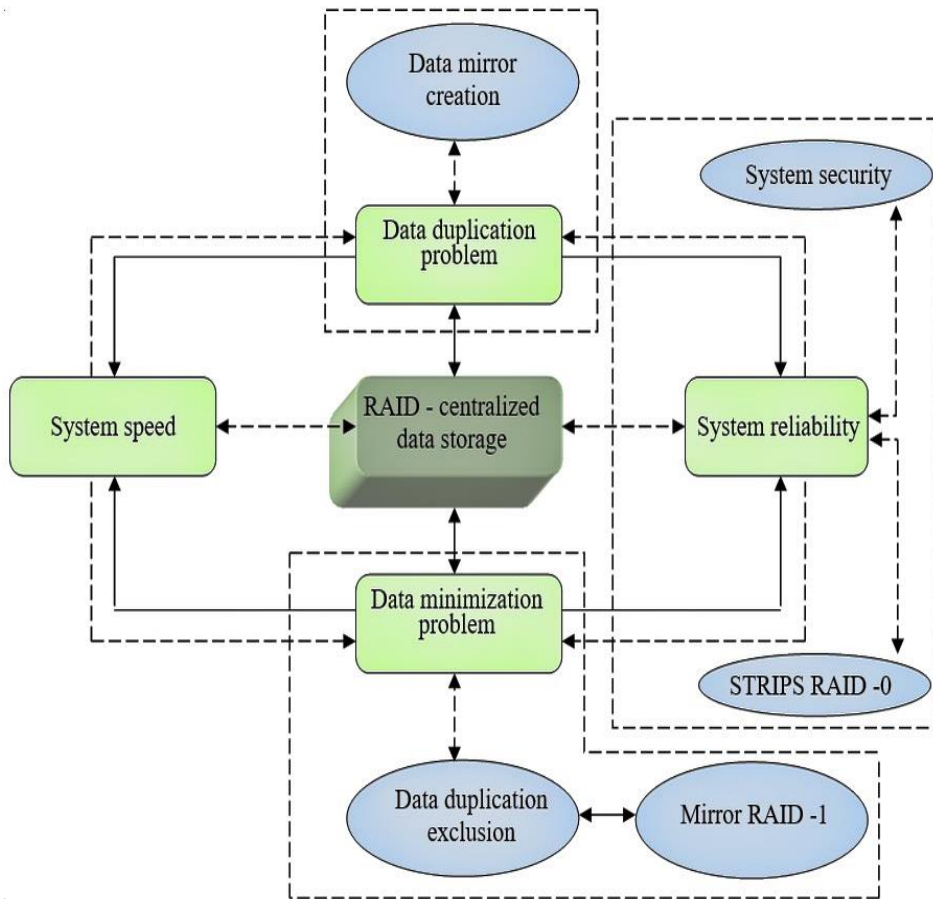 Data mirror
creation
System security
Data duplication
problem
System speed
RAID - centralized
data storage
System reliability
Data minimization
problem
STRIPS RAID -0
Data duplication
exclusion
Mirror RAID -1